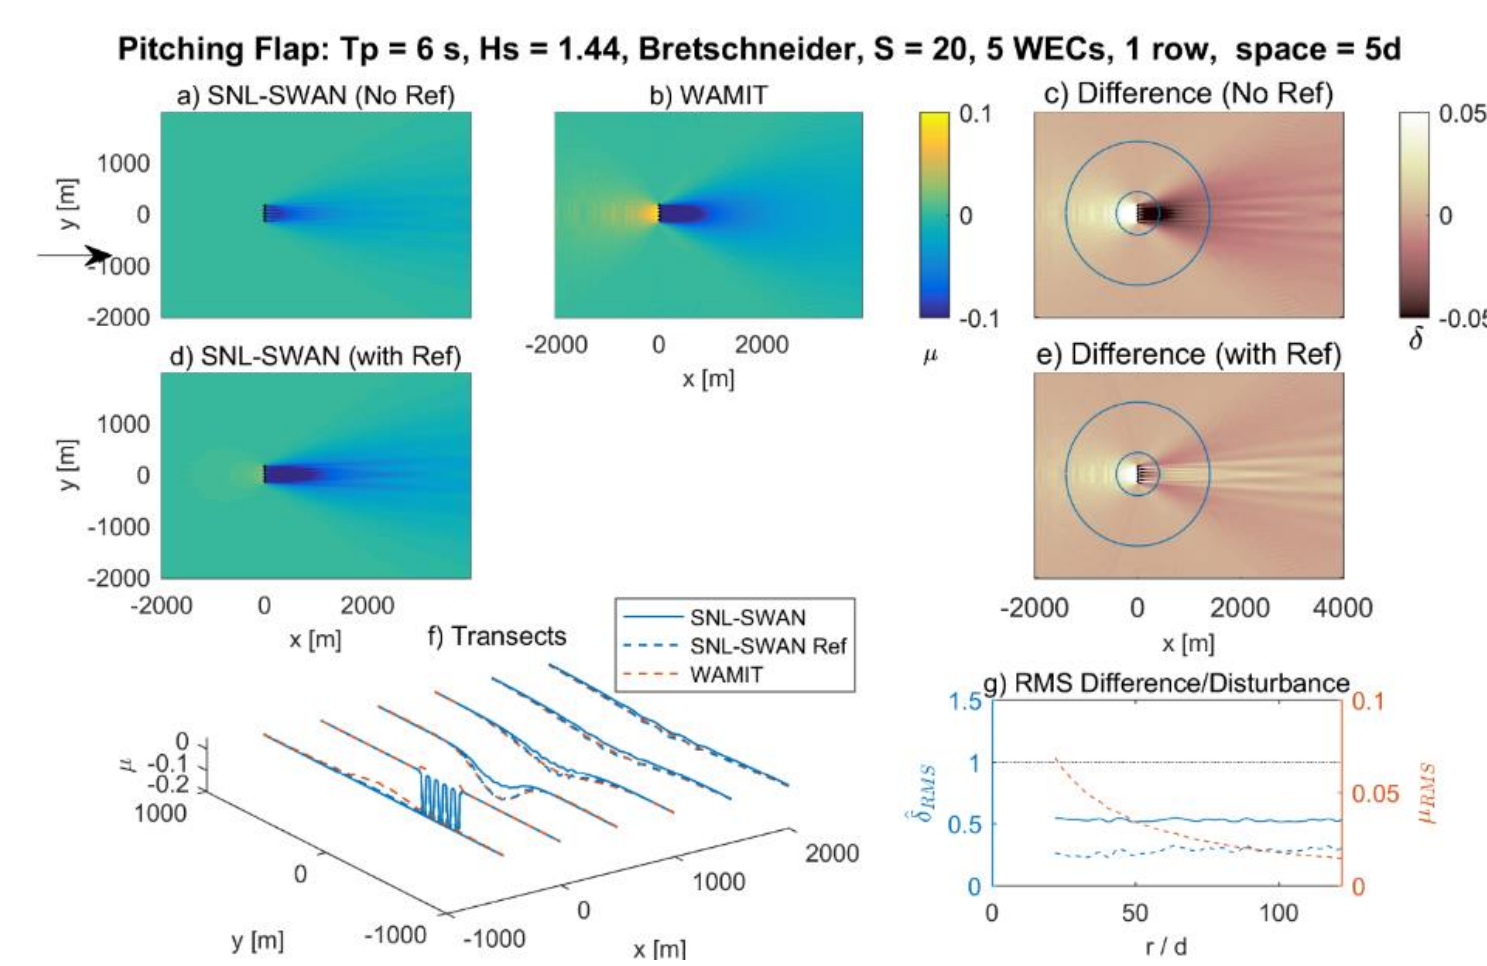 Pitching Flap: Tp = 6 s, Hs = 1.44, Bretschneider, S = 20, 5 WECs, 1 row, space = 5d
a) SNL-SWAN (No Ref)
b) WAMIT
c) Difference (No Ref)
y [m]
1000
0
-1000
-2000
-2000 0 2000
x [m]
0.1
0
-0.1
μ
0.05
0
-0.05
δ
d) SNL-SWAN (with Ref)
e) Difference (with Ref)
y [m]
1000
0
-1000
-2000
-2000 0 2000
x [m]
-2000 0 2000 4000
x [m]
f) Transects
SNL-SWAN
SNL-SWAN Ref
WAMIT
μ
0
-0.1
-0.2
1000
0
-1000
y [m]
-1000
0
1000
2000
x [m]
g) RMS Difference/Disturbance
1.5
1
0.5
0
δ̂RMS
0.1
0.05
0
μRMS
0 50 100
r / d